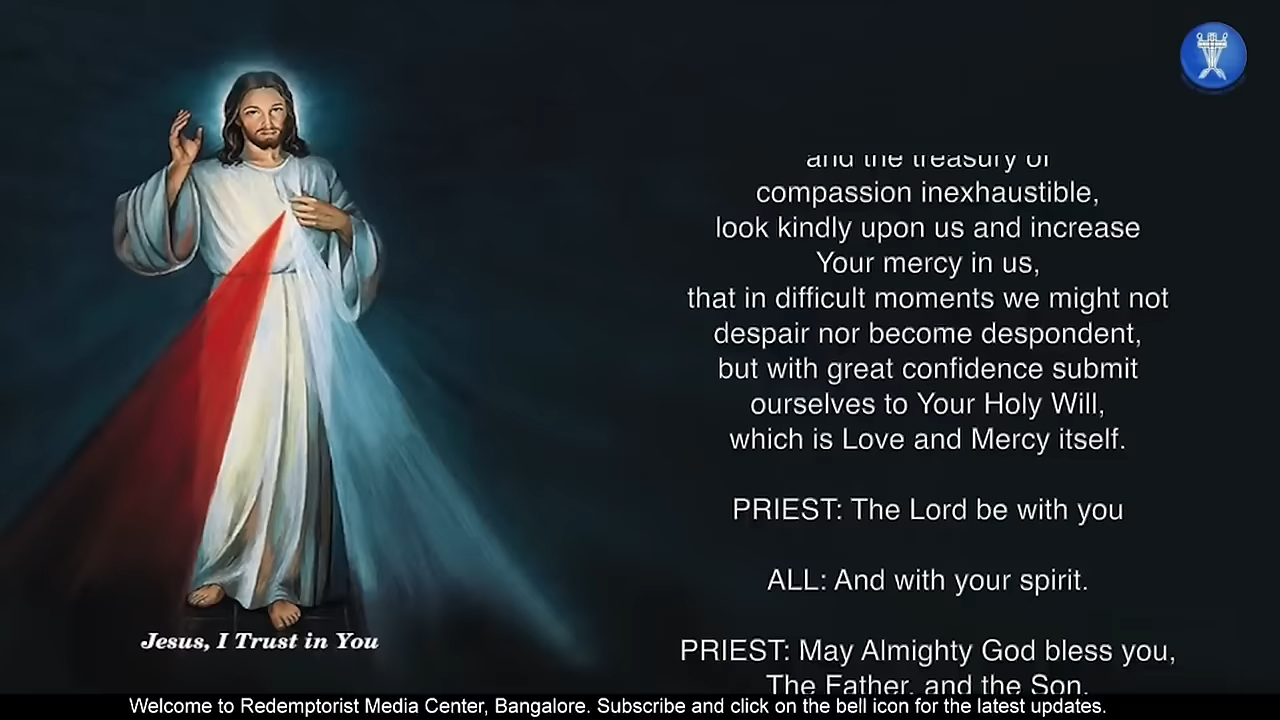 and the treasury of
compassion inexhaustible,
look kindly upon us and increase
Your mercy in us,
that in difficult moments we might not
despair nor become despondent,
but with great confidence submit
ourselves to Your Holy Will,
which is Love and Mercy itself.
PRIEST: The Lord be with you
ALL: And with your spirit.
PRIEST: May Almighty God bless you,
The Father, and the Son,
Jesus, I Trust in You
Welcome to Redemptorist Media Center, Bangalore. Subscribe and click on the bell icon for the latest updates.